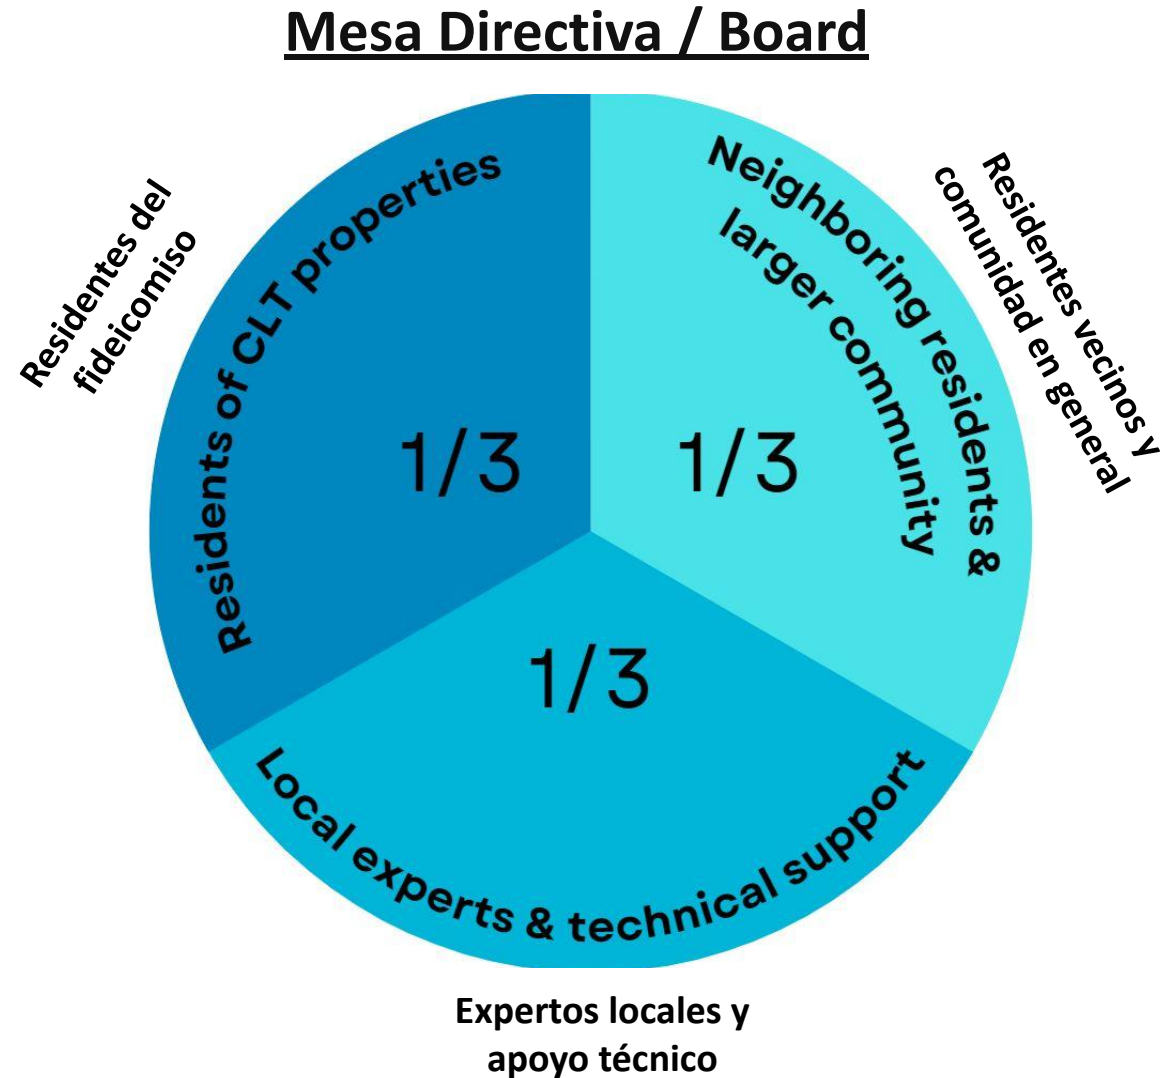 Mesa Directiva / Board
Residentes del
fideicomiso
Residents of CLT properties
1/3
Neighboring residents &
larger community
1/3
Residentes vecinos y
comunidad en general
1/3
Local experts & technical support
Expertos locales y
apoyo técnico